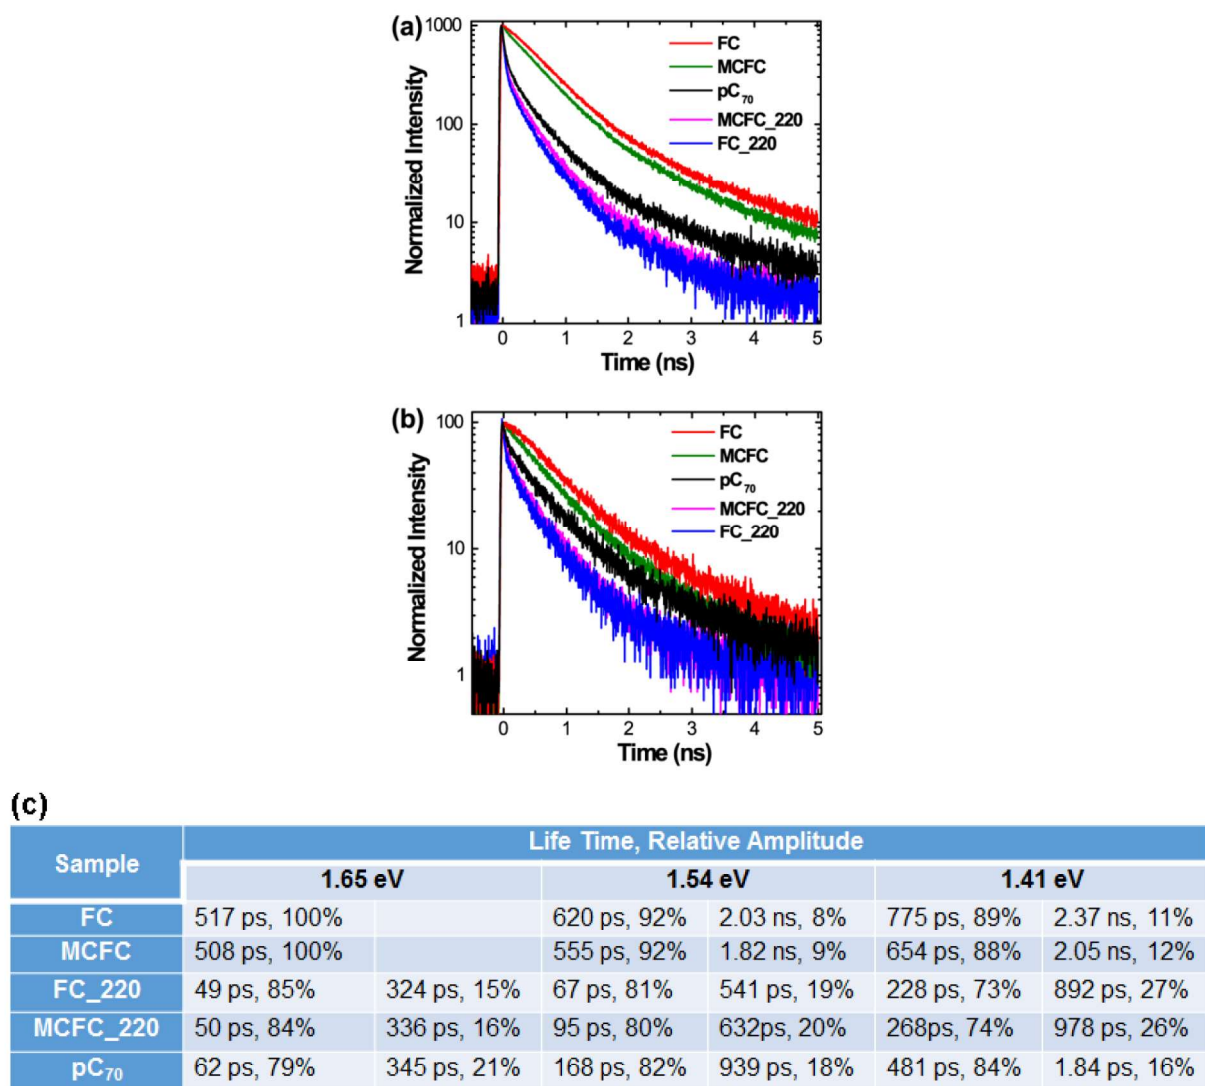 (a)
1000
100
10
1
Normalized Intensity
FC
MCFC
pC₇₀
MCFC_220
FC_220
0 1 2 3 4 5
Time (ns)
(b)
100
10
1
Normalized Intensity
FC
MCFC
pC₇₀
MCFC_220
FC_220
0 1 2 3 4 5
Time (ns)
(c)
Sample Life Time, Relative Amplitude
1.65 eV 1.54 eV 1.41 eV
FC 517 ps, 100% 620 ps, 92% 2.03 ns, 8% 775 ps, 89% 2.37 ns, 11%
MCFC 508 ps, 100% 555 ps, 92% 1.82 ns, 9% 654 ps, 88% 2.05 ns, 12%
FC_220 49 ps, 85% 324 ps, 15% 67 ps, 81% 541 ps, 19% 228 ps, 73% 892 ps, 27%
MCFC_220 50 ps, 84% 336 ps, 16% 95 ps, 80% 632ps, 20% 268ps, 74% 978 ps, 26%
pC₇₀ 62 ps, 79% 345 ps, 21% 168 ps, 82% 939 ps, 18% 481 ps, 84% 1.84 ps, 16%